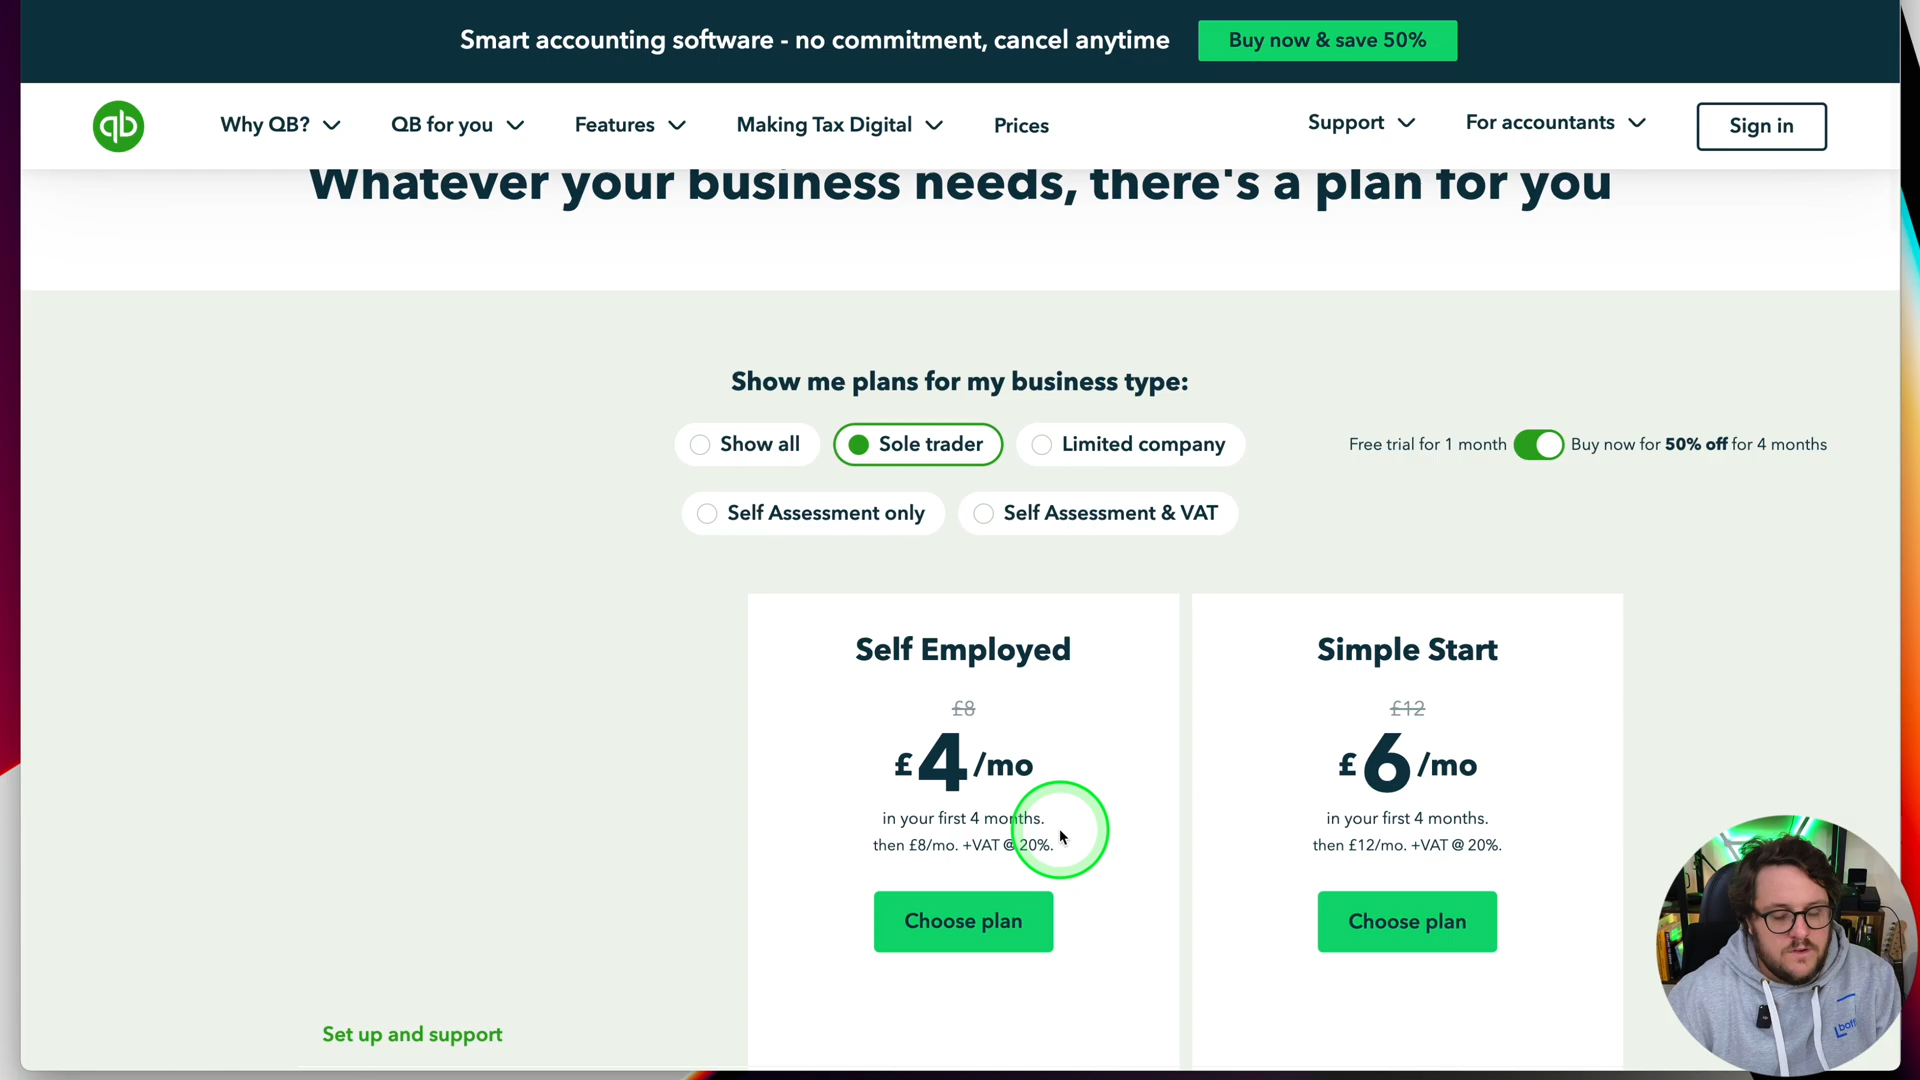 Smart accounting software - no commitment, cancel anytime
Buy now & save 50%
qb
Why QB?
QB for you
Features
Making Tax Digital
Prices
Support
For accountants
Sign in
Whatever your business needs, there's a plan for you
Show me plans for my business type:
Show all
Sole trader
Limited company
Free trial for 1 month
Buy now for 50% off for 4 months
Self Assessment only
Self Assessment & VAT
Self Employed
£8
£4/mo
in your first 4 months.
then £8/mo. +VAT @ 20%.
Choose plan
Simple Start
£12
£6/mo
in your first 4 months.
then £12/mo. +VAT @ 20%.
Choose plan
Set up and support